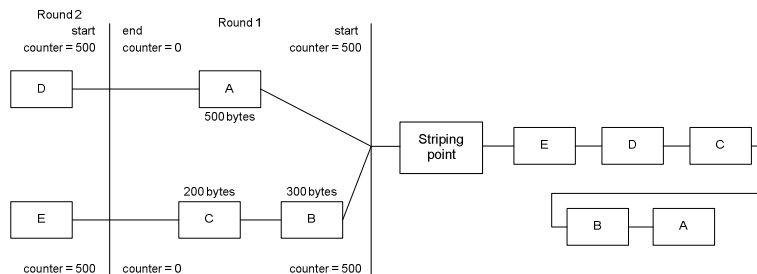 Round 2
Round 1
start
end
start
counter = 500
counter = 0
counter = 500
D
A
500 bytes
Striping
point
E
D
C
200 bytes
300 bytes
E
C
B
B
A
counter = 500
counter = 0
counter = 500